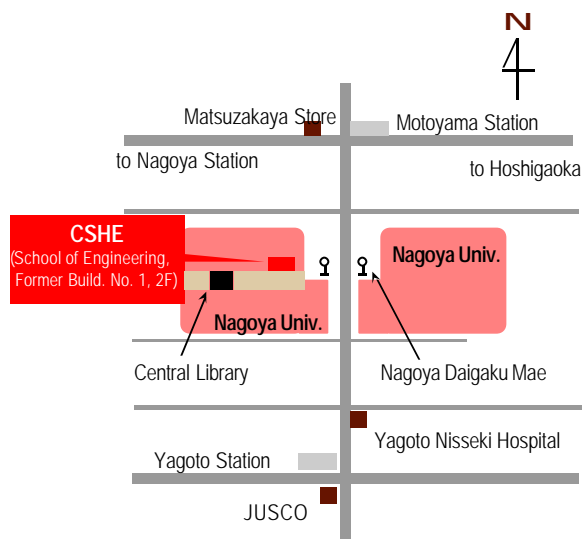 N
Matsuzakaya Store
Motoyama Station
to Nagoya Station
to Hoshigaoka
CSHE
(School of Engineering,
Former Build. No. 1, 2F)
Nagoya Univ.
Nagoya Univ.
Central Library
Nagoya Daigaku Mae
Yagoto Nisseki Hospital
Yagoto Station
JUSCO